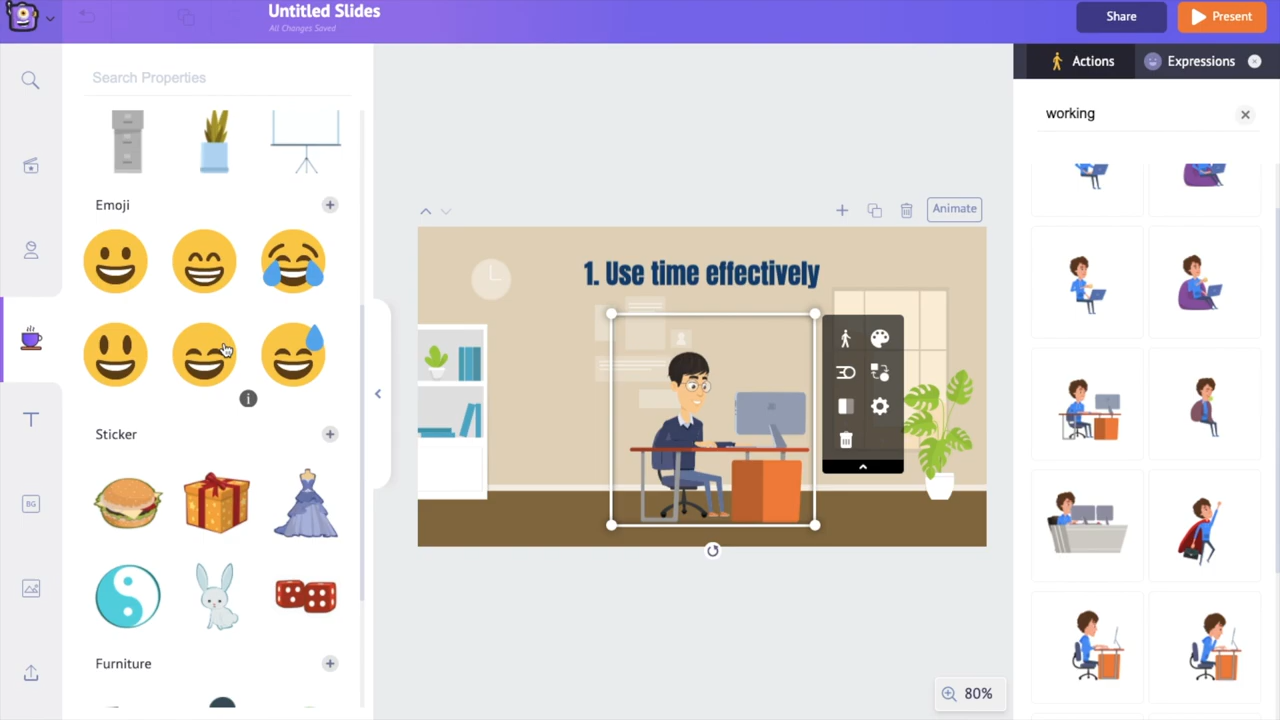 Untitled Slides
All Changes Saved
Share
Present
Search Properties
Emoji
Sticker
Furniture
T
BG
Animate
1. Use time effectively
80%
Actions
Expressions
working